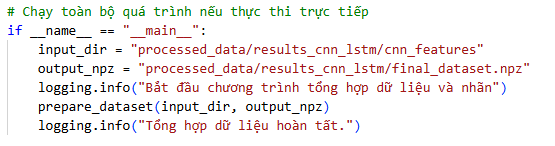 # Chạy toàn bộ quá trình nếu thực thi trực tiếp
if __name__ == "__main__":
    input_dir = "processed_data/results_cnn_lstm/cnn_features"
    output_npz = "processed_data/results_cnn_lstm/final_dataset.npz"
    logging.info("Bắt đầu chương trình tổng hợp dữ liệu và nhãn")
    prepare_dataset(input_dir, output_npz)
    logging.info("Tổng hợp dữ liệu hoàn tất.")